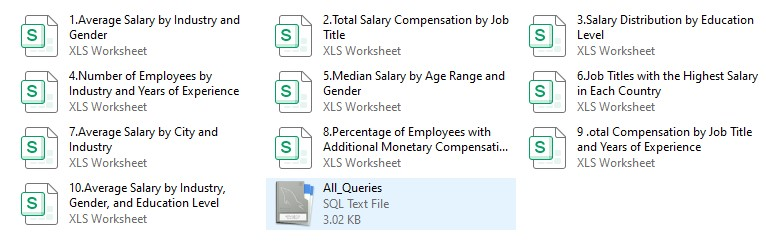 1.Average Salary by Industry and
Gender
XLS Worksheet
2.Total Salary Compensation by Job
Title
XLS Worksheet
3.Salary Distribution by Education
Level
XLS Worksheet
4.Number of Employees by
Industry and Years of Experience
XLS Worksheet
5.Median Salary by Age Range and
Gender
XLS Worksheet
6.Job Titles with the Highest Salary
in Each Country
XLS Worksheet
7.Average Salary by City and
Industry
XLS Worksheet
8.Percentage of Employees with
Additional Monetary Compensati...
XLS Worksheet
9 .otal Compensation by Job Title
and Years of Experience
XLS Worksheet
10.Average Salary by Industry,
Gender, and Education Level
XLS Worksheet
All_Queries
SQL Text File
3.02 KB